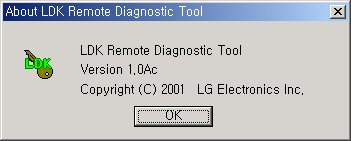 About LDK Remote Diagnostic Tool
LDK
LDK Remote Diagnostic Tool
Version 1.0Ac
Copyright (C) 2001 LG Electronics Inc.
OK